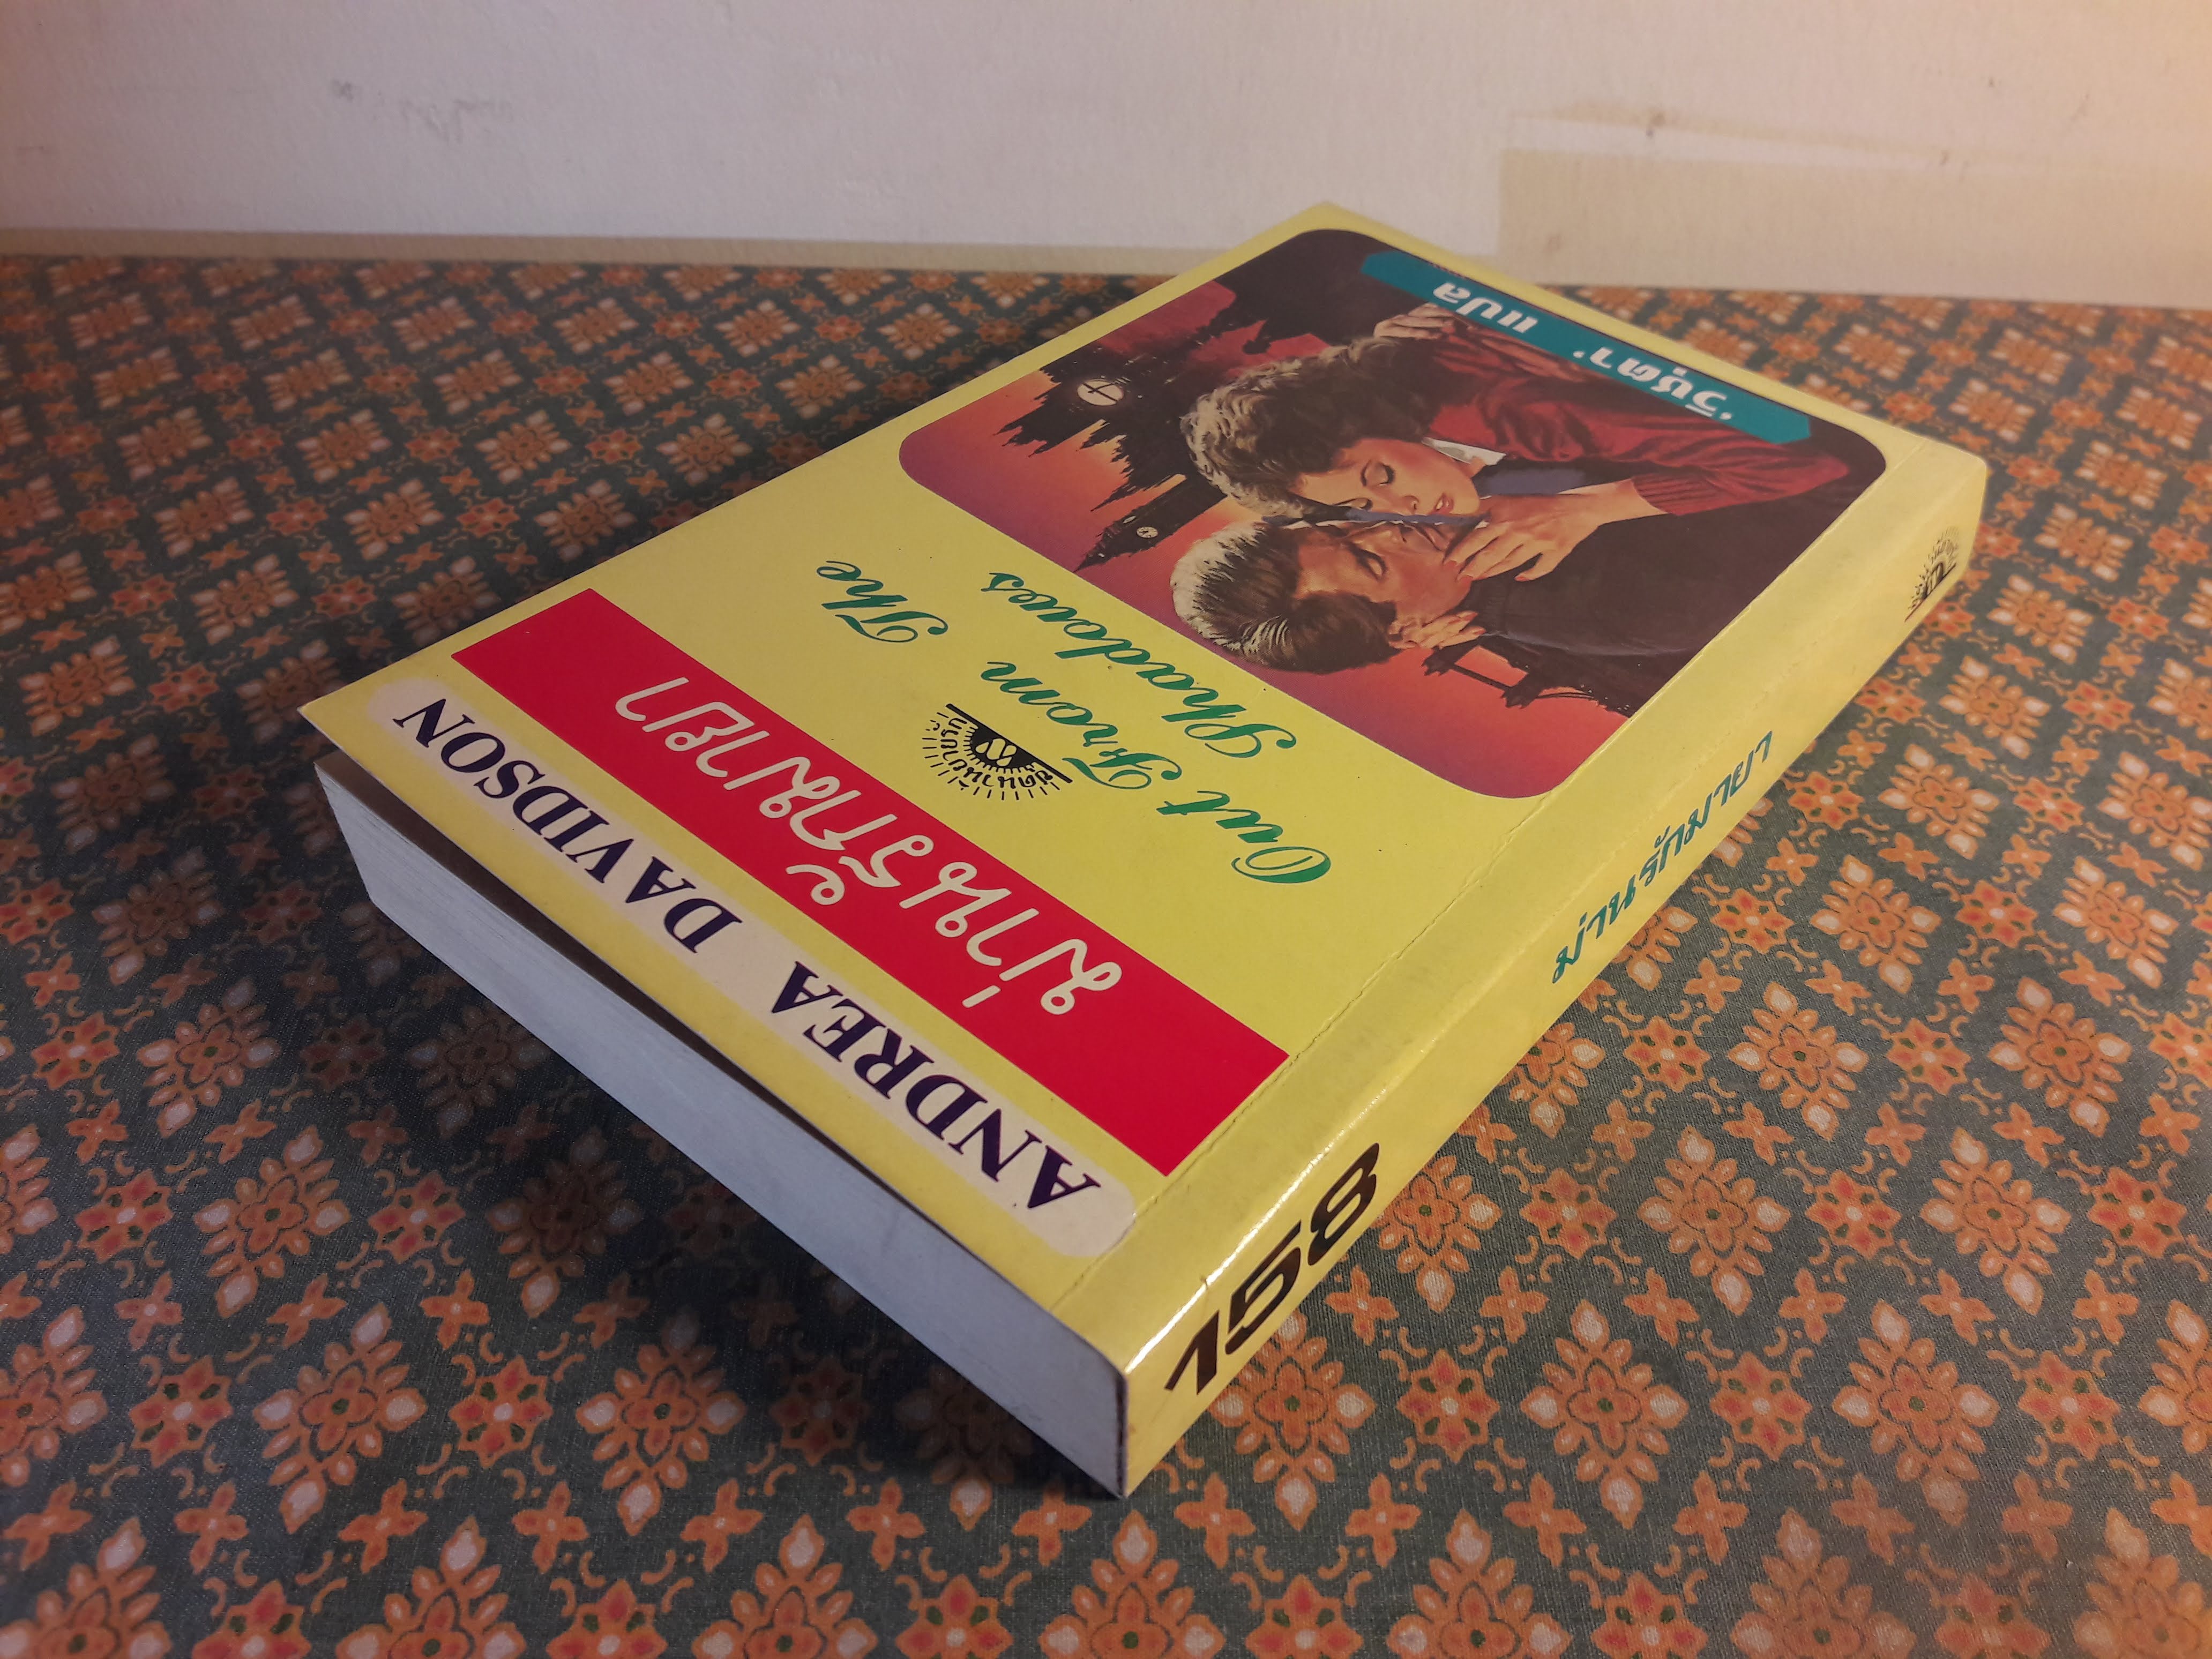 ANDREA DAVIDSON
ม่านรักมายา
Out From The
Shadows
'วิชุดา' แปล
158
ม่านรักมายา